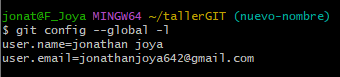 jonat@F_Joya MINGW64 ~/tallerGIT (nuevo-nombre)
$ git config --global -l
user.name=jonathan joya
user.email=jonathanjoya642@gmail.com